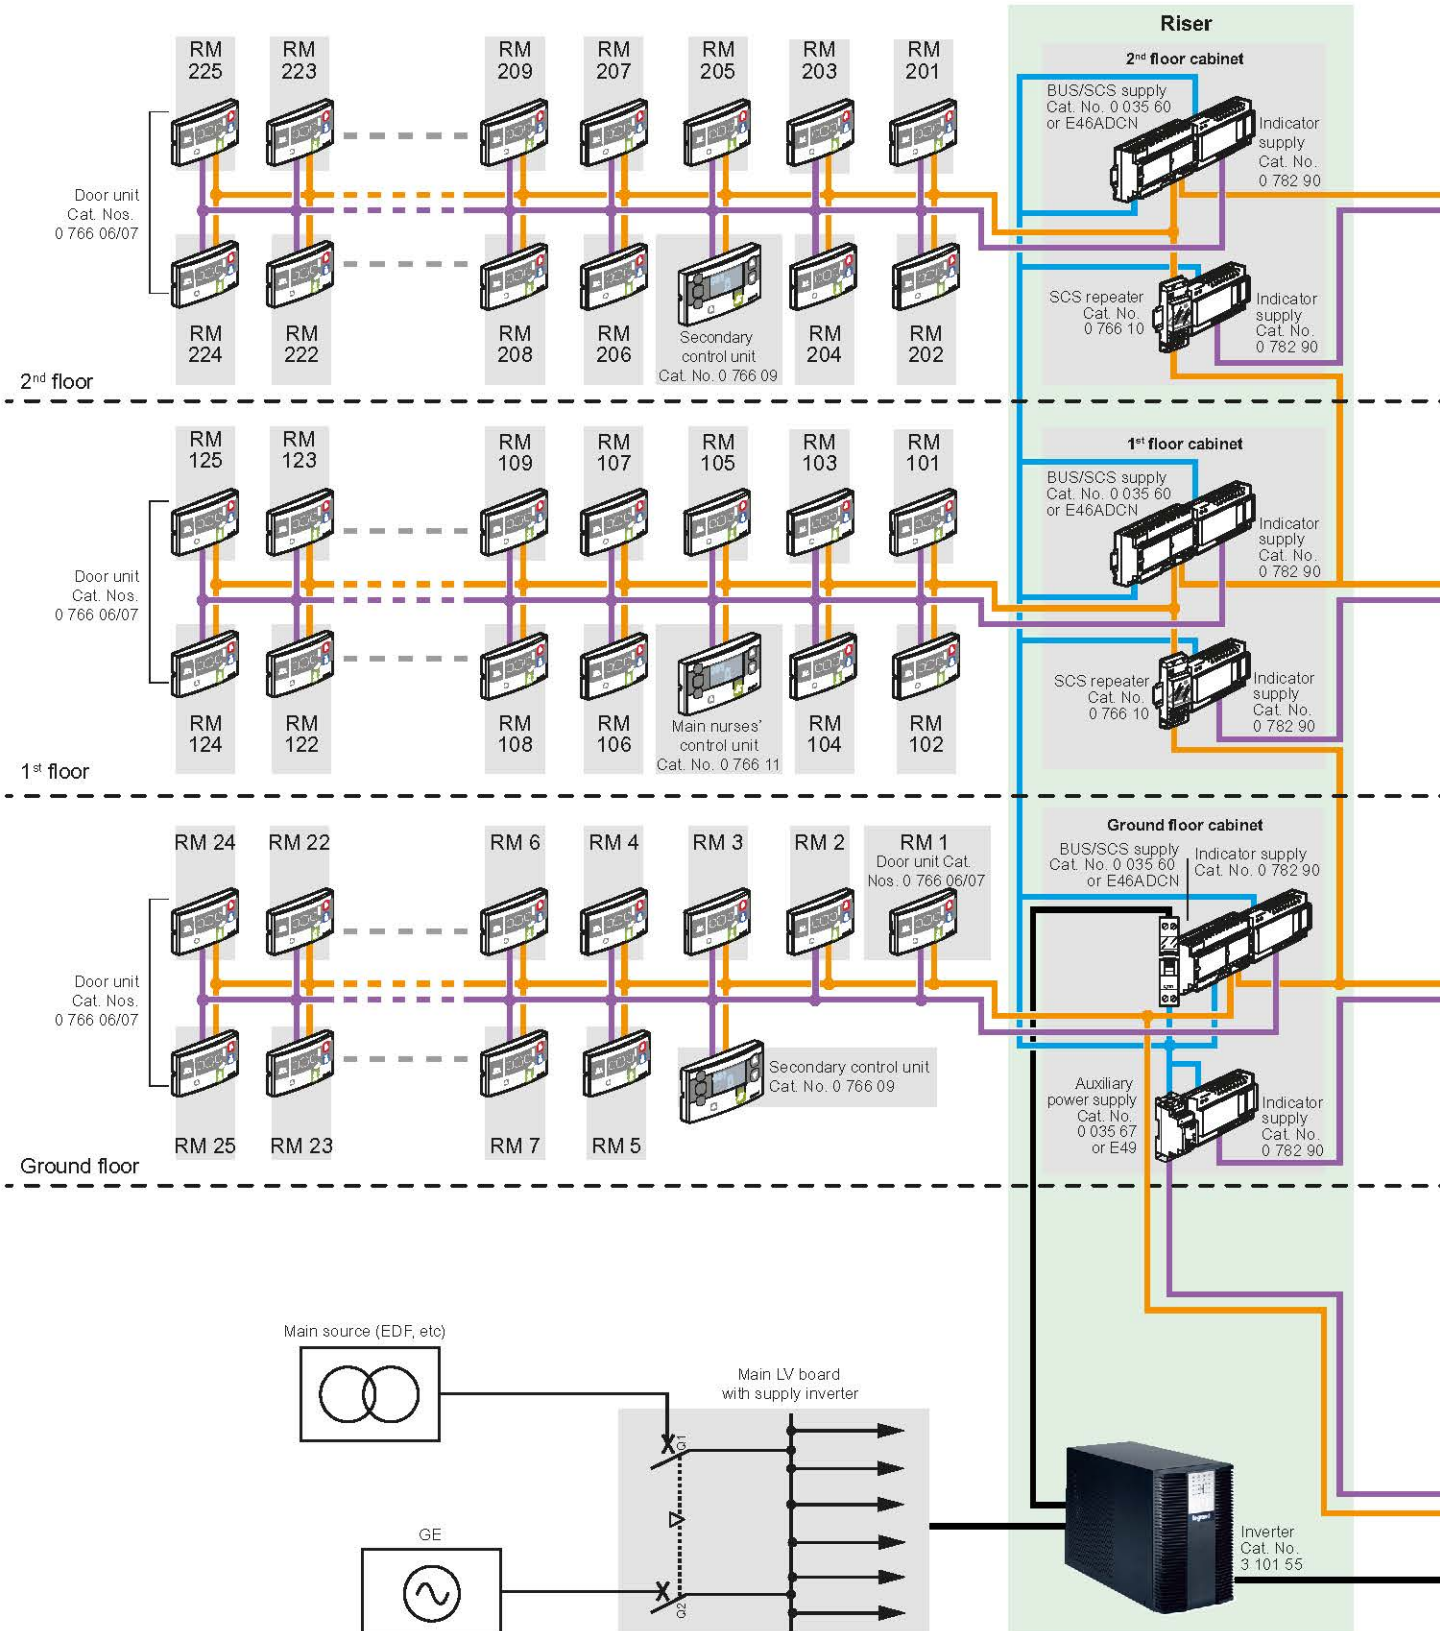 Riser
2nd floor cabinet
RM 225
RM 223
RM 209
RM 207
RM 205
RM 203
RM 201
BUS/SCS supply
Cat. No. 0 035 60
or E46ADCN
Indicator
supply
Cat. No.
0 782 90
Door unit
Cat. Nos.
0 766 06/07
SCS repeater
Cat. No.
0 766 10
Indicator
supply
Cat. No.
0 782 90
RM 224
RM 222
RM 208
RM 206
Secondary
control unit
Cat. No. 0 766 09
RM 204
RM 202
2nd floor
1st floor cabinet
RM 125
RM 123
RM 109
RM 107
RM 105
RM 103
RM 101
BUS/SCS supply
Cat. No. 0 035 60
or E46ADCN
Indicator
supply
Cat. No.
0 782 90
Door unit
Cat. Nos.
0 766 06/07
SCS repeater
Cat. No.
0 766 10
Indicator
supply
Cat. No.
0 782 90
RM 124
RM 122
RM 108
RM 106
Main nurses'
control unit
Cat. No. 0 766 11
RM 104
RM 102
1st floor
Ground floor cabinet
RM 24
RM 22
RM 6
RM 4
RM 3
RM 2
RM 1
Door unit Cat.
Nos. 0 766 06/07
BUS/SCS supply
Cat. No. 0 035 60
or E46ADCN
Indicator supply
Cat. No. 0 782 90
Door unit
Cat. Nos.
0 766 06/07
Secondary control unit
Cat. No. 0 766 09
Auxiliary
power supply
Cat. No.
0 035 67
or E49
Indicator
supply
Cat. No.
0 782 90
RM 25
RM 23
RM 7
RM 5
Ground floor
Main source (EDF, etc)
Main LV board
with supply inverter
Q1
GE
Q2
legrand
Inverter
Cat. No.
3 101 55